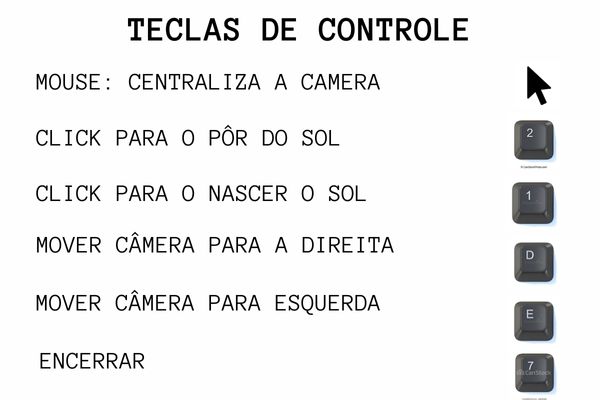 TECLAS DE CONTROLE
MOUSE: CENTRALIZA A CAMERA
CLICK PARA O PÔR DO SOL
2
CLICK PARA O NASCER O SOL
1
MOVER CÂMERA PARA A DIREITA
D
MOVER CÂMERA PARA ESQUERDA
E
ENCERRAR
7